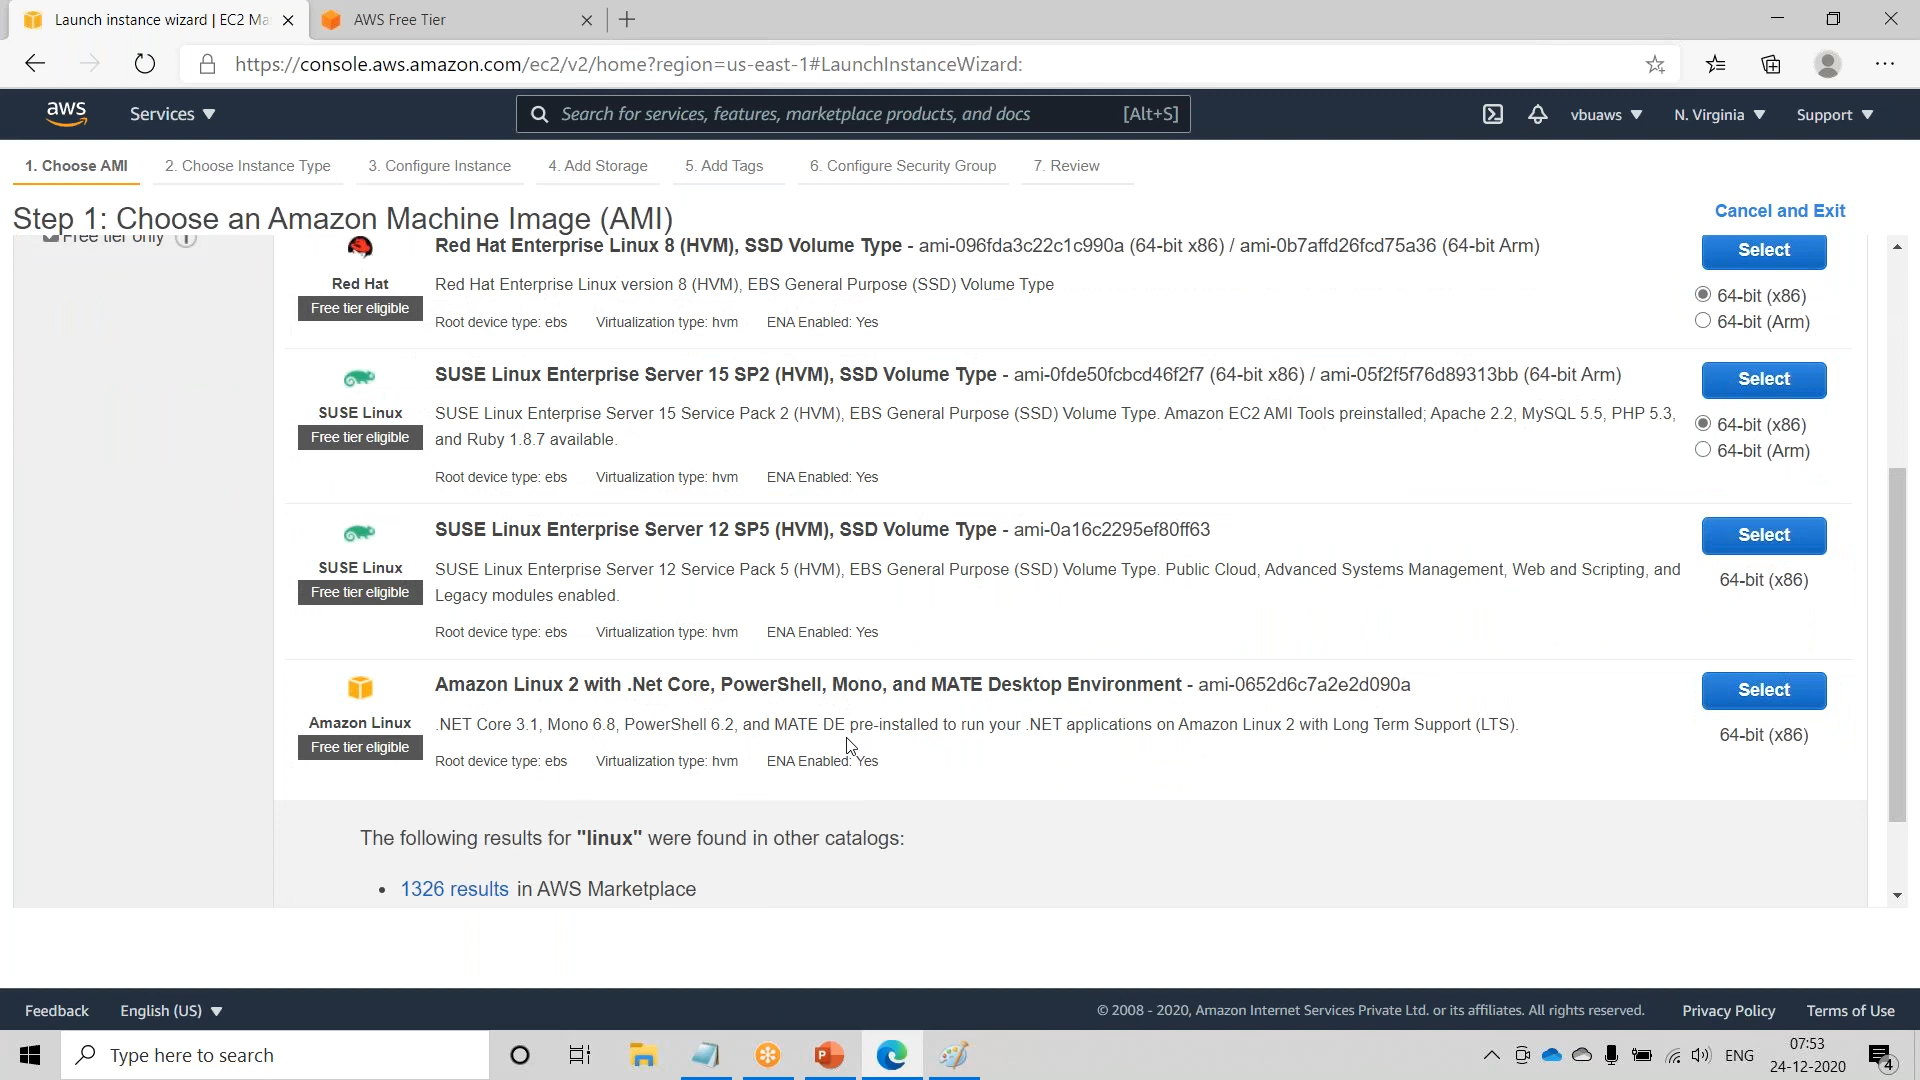 Launch instance wizard | EC2 Ma
AWS Free Tier
https://console.aws.amazon.com/ec2/v2/home?region=us-east-1#LaunchInstanceWizard:
aws
Services
Search for services, features, marketplace products, and docs [Alt+S]
vbuaws
N. Virginia
Support
1. Choose AMI 2. Choose Instance Type 3. Configure Instance 4. Add Storage 5. Add Tags 6. Configure Security Group 7. Review
Step 1: Choose an Amazon Machine Image (AMI)
Cancel and Exit
Free tier only
Red Hat Enterprise Linux 8 (HVM), SSD Volume Type - ami-096fda3c22c1c990a (64-bit x86) / ami-0b7affd26fcd75a36 (64-bit Arm)
Select
Red Hat
Free tier eligible
Red Hat Enterprise Linux version 8 (HVM), EBS General Purpose (SSD) Volume Type
64-bit (x86)
64-bit (Arm)
Root device type: ebs Virtualization type: hvm ENA Enabled: Yes
SUSE Linux Enterprise Server 15 SP2 (HVM), SSD Volume Type - ami-0fde50fcbcd46f2f7 (64-bit x86) / ami-05f2f5f76d89313bb (64-bit Arm)
Select
SUSE Linux
Free tier eligible
SUSE Linux Enterprise Server 15 Service Pack 2 (HVM), EBS General Purpose (SSD) Volume Type. Amazon EC2 AMI Tools preinstalled; Apache 2.2, MySQL 5.5, PHP 5.3,
and Ruby 1.8.7 available.
64-bit (x86)
64-bit (Arm)
Root device type: ebs Virtualization type: hvm ENA Enabled: Yes
SUSE Linux Enterprise Server 12 SP5 (HVM), SSD Volume Type - ami-0a16c2295ef80ff63
Select
SUSE Linux
Free tier eligible
SUSE Linux Enterprise Server 12 Service Pack 5 (HVM), EBS General Purpose (SSD) Volume Type. Public Cloud, Advanced Systems Management, Web and Scripting, and
Legacy modules enabled.
64-bit (x86)
Root device type: ebs Virtualization type: hvm ENA Enabled: Yes
Amazon Linux 2 with .Net Core, PowerShell, Mono, and MATE Desktop Environment - ami-0652d6c7a2e2d090a
Select
Amazon Linux
Free tier eligible
.NET Core 3.1, Mono 6.8, PowerShell 6.2, and MATE DE pre-installed to run your .NET applications on Amazon Linux 2 with Long Term Support (LTS).
64-bit (x86)
Root device type: ebs Virtualization type: hvm ENA Enabled: Yes
The following results for "linux" were found in other catalogs:
• 1326 results in AWS Marketplace
Feedback
English (US)
© 2008 - 2020, Amazon Internet Services Private Ltd. or its affiliates. All rights reserved.
Privacy Policy
Terms of Use
Type here to search
ENG
07:53
24-12-2020
4